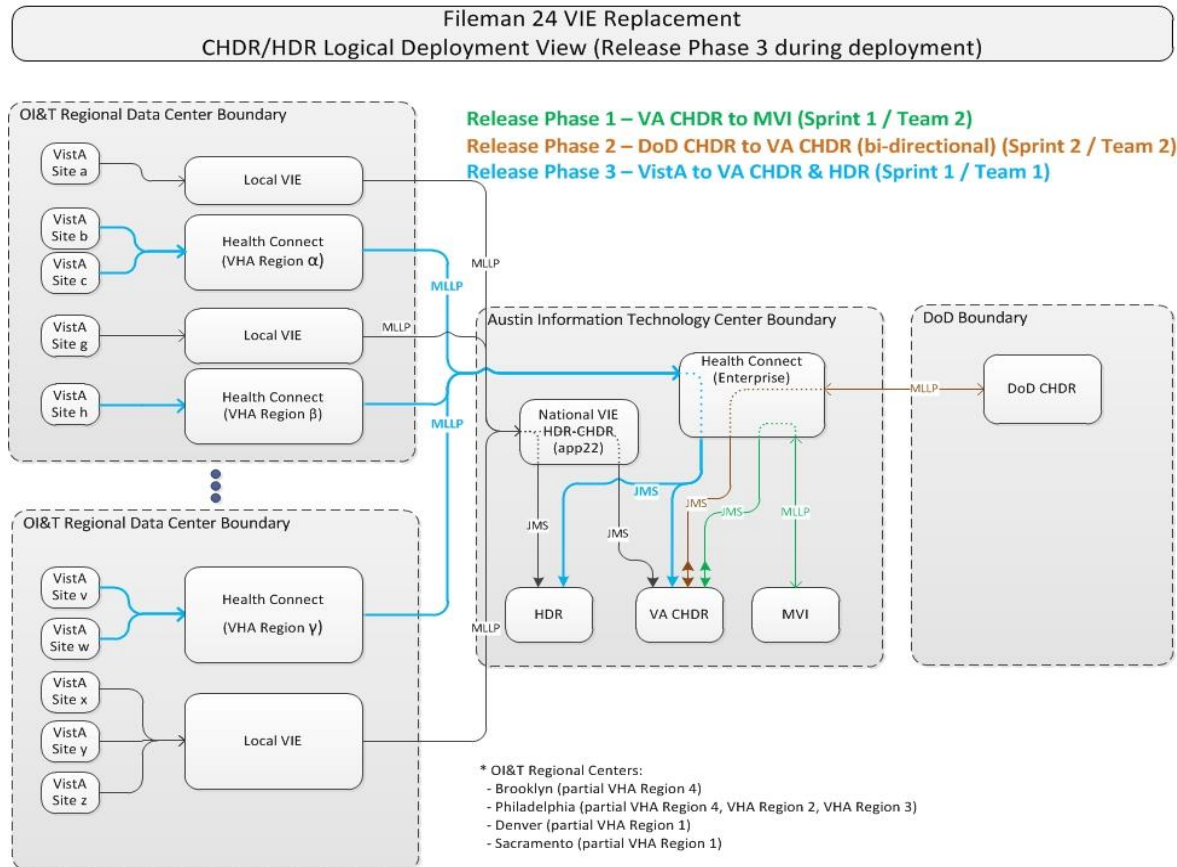 Fileman 24 VIE Replacement
CHDR/HDR Logical Deployment View (Release Phase 3 during deployment)
OI&T Regional Data Center Boundary
Release Phase 1 – VA CHDR to MVI (Sprint 1 / Team 2)
Release Phase 2 – DoD CHDR to VA CHDR (bi-directional) (Sprint 2 / Team 2)
Release Phase 3 – VistA to VA CHDR & HDR (Sprint 1 / Team 1)
VistA
Site a
Local VIE
VistA
Site b
VistA
Site c
Health Connect
(VHA Region α)
MLLP
MLLP
VistA
Site g
Local VIE
MLLP
VistA
Site h
Health Connect
(VHA Region β)
MLLP
Austin Information Technology Center Boundary
Health Connect
(Enterprise)
National VIE
HDR-CHDR
(app22)
MLLP
JMS
JMS
JMS
JMS
JMS
MLLP
HDR
VA CHDR
MVI
DoD Boundary
DoD CHDR
OI&T Regional Data Center Boundary
VistA
Site v
VistA
Site w
Health Connect
(VHA Region γ)
MLLP
VistA
Site x
VistA
Site y
VistA
Site z
Local VIE
* OI&T Regional Centers:
- Brooklyn (partial VHA Region 4)
- Philadelphia (partial VHA Region 4, VHA Region 2, VHA Region 3)
- Denver (partial VHA Region 1)
- Sacramento (partial VHA Region 1)